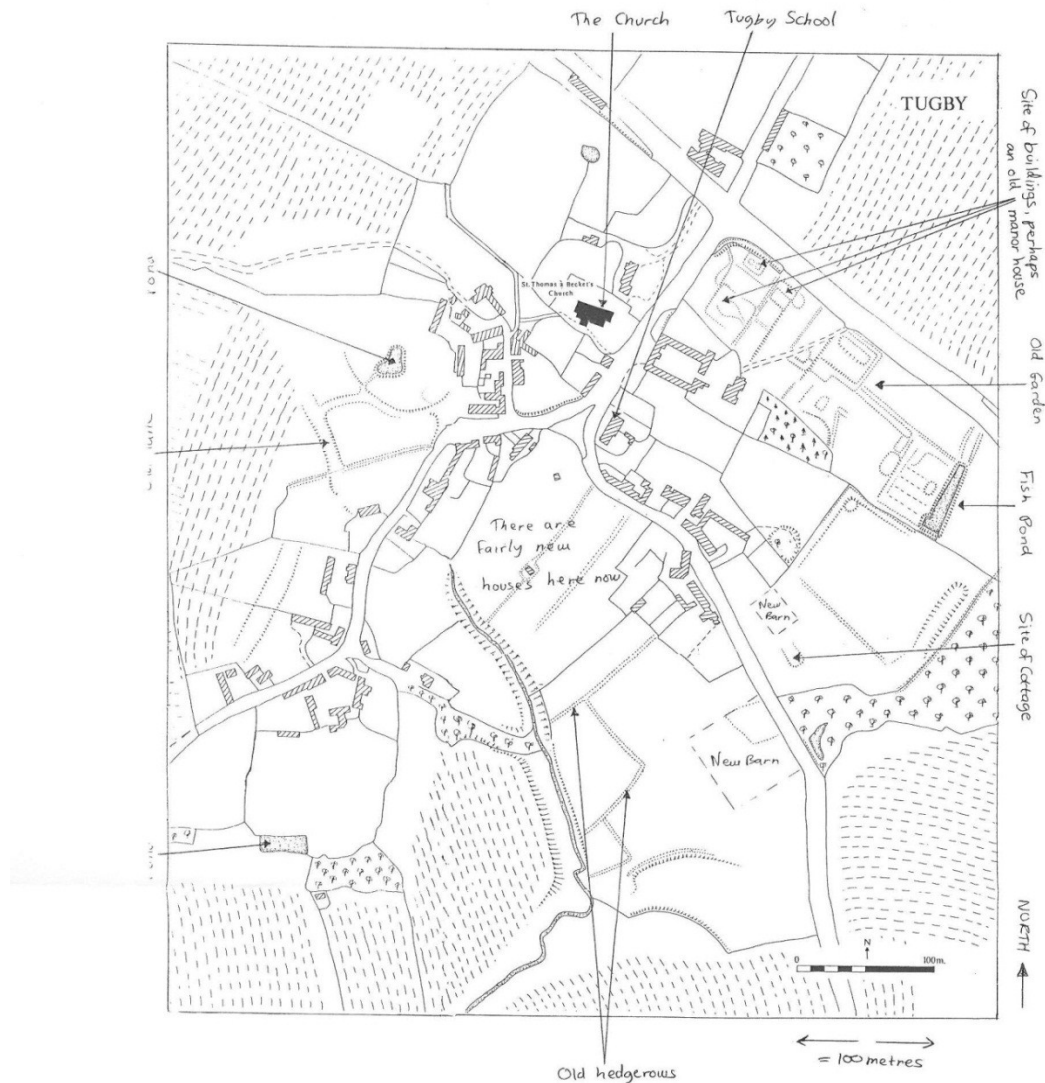 The Church
Tugby School
TUGBY
Site of buildings, perhaps
an old manor house
St. Thomas à Becket's
Church
Old Garden
Fish Pond
There are
Fairly new
houses here now
New
Barn
Site of Cottage
New Barn
NORTH
N
0 100m.
= 100 metres
Old hedgerows